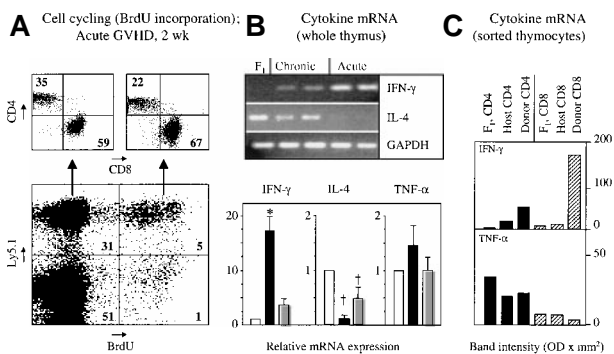 A
Cell cycling (BrdU incorporation);
Acute GVHD, 2 wk
35
59
22
67
CD4
CD8
31
5
51
1
Ly5.1
BrdU
B
Cytokine mRNA
(whole thymus)
F1 Chronic Acute
IFN-γ
IL-4
GAPDH
IFN-γ IL-4 TNF-α
20
10
0
*
2
1
0
†
†
2
1
0
Relative mRNA expression
C
Cytokine mRNA
(sorted thymocytes)
F1, CD4
Host CD4
Donor CD4
F1, CD8
Host CD8
Donor CD8
IFN-γ
200
100
0
TNF-α
50
0
Band intensity (OD x mm²)